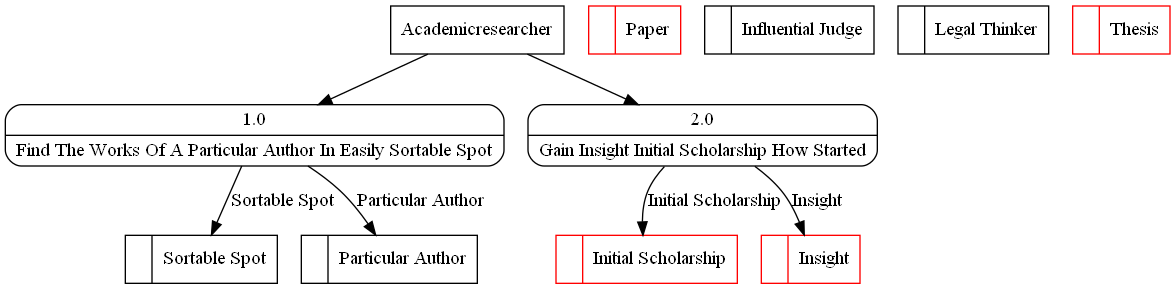 Academicresearcher
Paper
Influential Judge
Legal Thinker
Thesis
1.0
Find The Works Of A Particular Author In Easily Sortable Spot
2.0
Gain Insight Initial Scholarship How Started
Sortable Spot
Particular Author
Initial Scholarship
Insight
Sortable Spot
Particular Author
Initial Scholarship
Insight